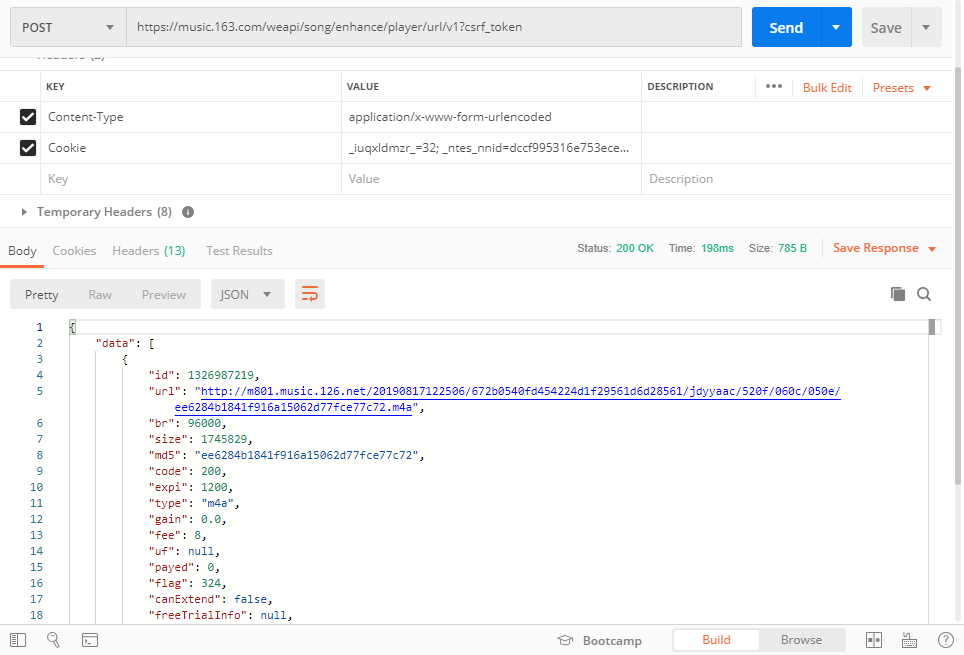 POST https://music.163.com/weapi/song/enhance/player/url/v1?csrf_token Send Save
Headers (2)
KEY VALUE DESCRIPTION ••• Bulk Edit Presets
Content-Type application/x-www-form-urlencoded
Cookie _iuqxldmzr_=32; _ntes_nnid=dccf995316e753ece...
Key Value Description
Temporary Headers (8)
Body Cookies Headers (13) Test Results Status: 200 OK Time: 198ms Size: 785 B Save Response
Pretty Raw Preview JSON
1 {
2 "data": [
3 {
4 "id": 1326987219,
5 "url": "http://m801.music.126.net/20190817122506/672b0540fd454224d1f29561d6d28561/jdyyaac/520f/060c/050e/
ee6284b1841f916a15062d77fce77c72.m4a",
6 "br": 96000,
7 "size": 1745829,
8 "md5": "ee6284b1841f916a15062d77fce77c72",
9 "code": 200,
10 "expi": 1200,
11 "type": "m4a",
12 "gain": 0.0,
13 "fee": 8,
14 "uf": null,
15 "payed": 0,
16 "flag": 324,
17 "canExtend": false,
18 "freeTrialInfo": null,
Bootcamp Build Browse